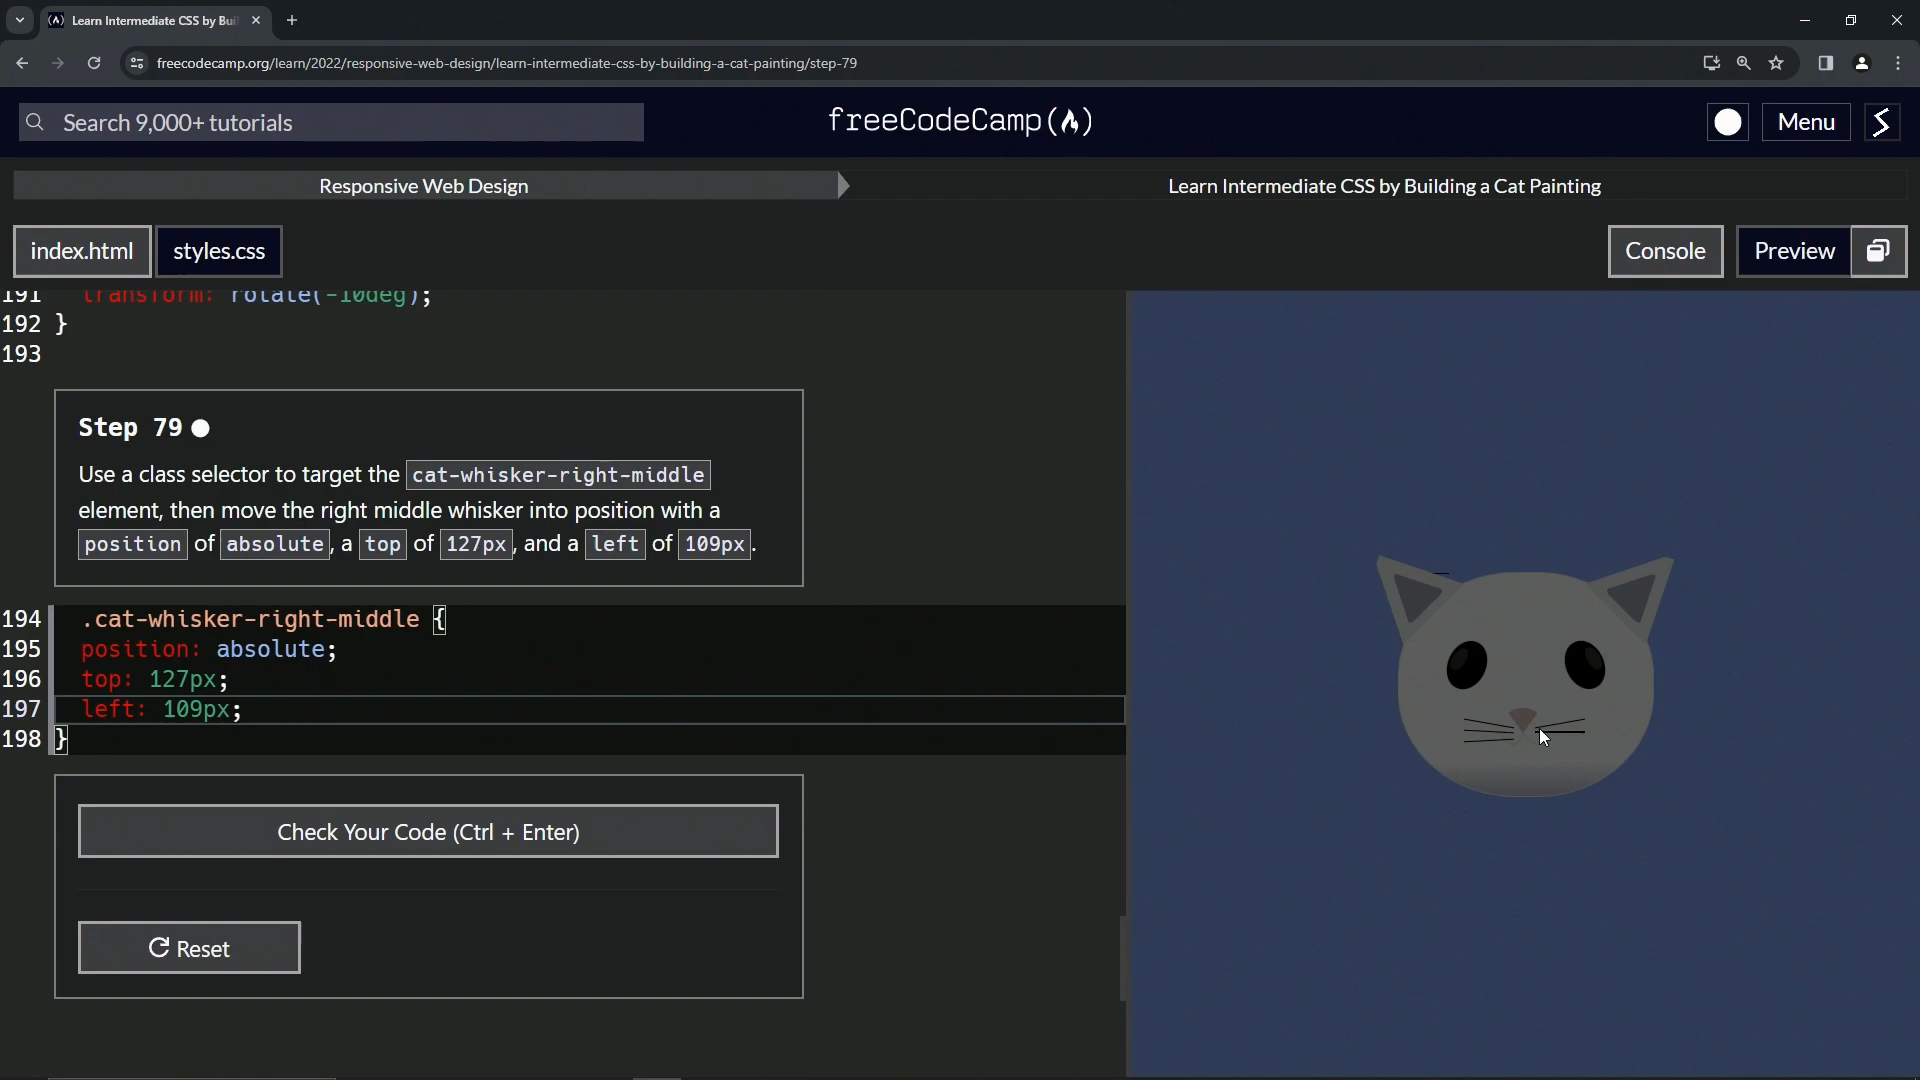 Learn Intermediate CSS by Bui
freecodecamp.org/learn/2022/responsive-web-design/learn-intermediate-css-by-building-a-cat-painting/step-79
Search 9,000+ tutorials
freeCodeCamp
Menu
Responsive Web Design
Learn Intermediate CSS by Building a Cat Painting
index.html
styles.css
Console
Preview
191 transform: rotate(-10deg);
192 }
193
Step 79
Use a class selector to target the cat-whisker-right-middle
element, then move the right middle whisker into position with a
position of absolute, a top of 127px, and a left of 109px.
194 .cat-whisker-right-middle {
195 position: absolute;
196 top: 127px;
197 left: 109px;
198 }
Check Your Code (Ctrl + Enter)
Reset